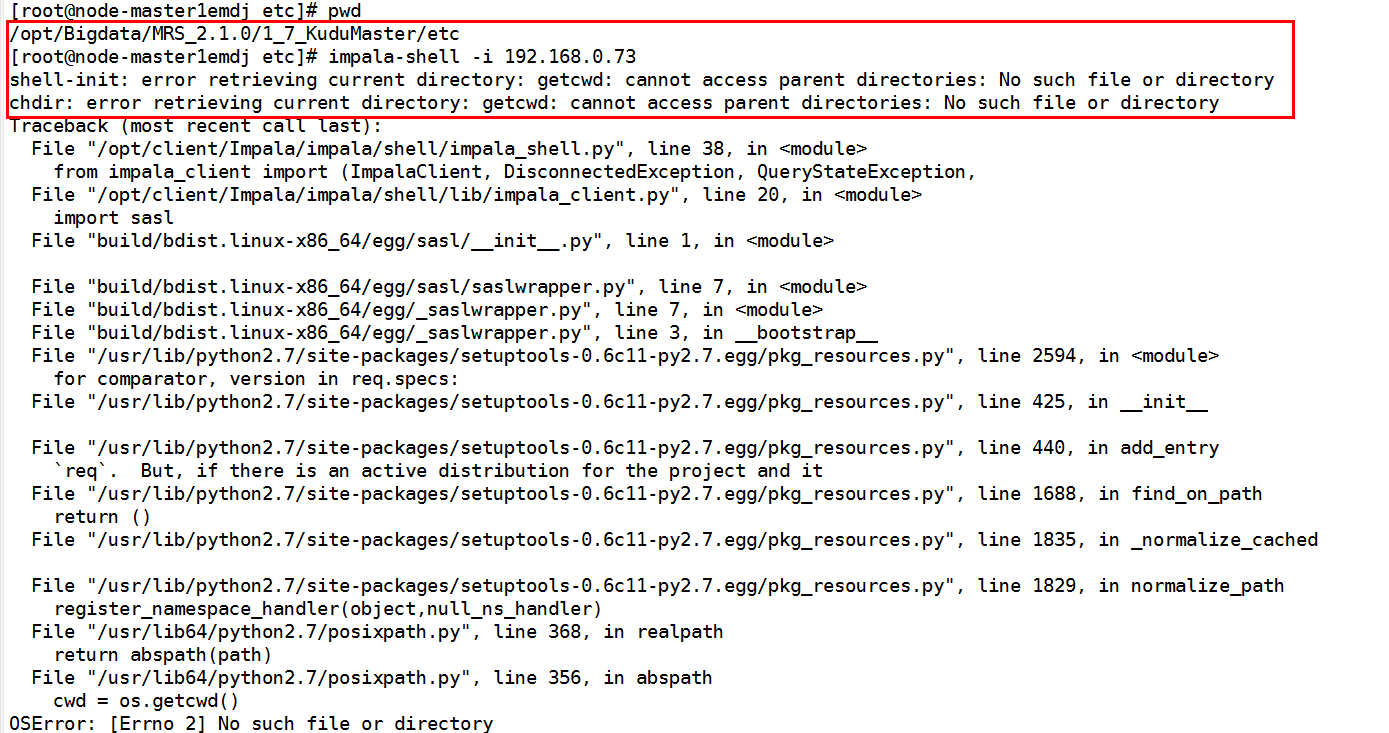 [root@node-master1emdj etc]# pwd
/opt/Bigdata/MRS_2.1.0/1_7_KuduMaster/etc
[root@node-master1emdj etc]# impala-shell -i 192.168.0.73
shell-init: error retrieving current directory: getcwd: cannot access parent directories: No such file or directory
chdir: error retrieving current directory: getcwd: cannot access parent directories: No such file or directory
Traceback (most recent call last):
  File "/opt/client/Impala/impala/shell/impala_shell.py", line 38, in <module>
    from impala_client import (ImpalaClient, DisconnectedException, QueryStateException,
  File "/opt/client/Impala/impala/shell/lib/impala_client.py", line 20, in <module>
    import sasl
  File "build/bdist.linux-x86_64/egg/sasl/__init__.py", line 1, in <module>
  File "build/bdist.linux-x86_64/egg/sasl/saslwrapper.py", line 7, in <module>
  File "build/bdist.linux-x86_64/egg/_saslwrapper.py", line 7, in <module>
  File "build/bdist.linux-x86_64/egg/_saslwrapper.py", line 3, in __bootstrap__
  File "/usr/lib/python2.7/site-packages/setuptools-0.6c11-py2.7.egg/pkg_resources.py", line 2594, in <module>
    for comparator, version in req.specs:
  File "/usr/lib/python2.7/site-packages/setuptools-0.6c11-py2.7.egg/pkg_resources.py", line 425, in __init__
  File "/usr/lib/python2.7/site-packages/setuptools-0.6c11-py2.7.egg/pkg_resources.py", line 440, in add_entry
    `req`.  But, if there is an active distribution for the project and it
  File "/usr/lib/python2.7/site-packages/setuptools-0.6c11-py2.7.egg/pkg_resources.py", line 1688, in find_on_path
    return ()
  File "/usr/lib/python2.7/site-packages/setuptools-0.6c11-py2.7.egg/pkg_resources.py", line 1835, in _normalize_cached
  File "/usr/lib/python2.7/site-packages/setuptools-0.6c11-py2.7.egg/pkg_resources.py", line 1829, in normalize_path
    register_namespace_handler(object,null_ns_handler)
  File "/usr/lib64/python2.7/posixpath.py", line 368, in realpath
    return abspath(path)
  File "/usr/lib64/python2.7/posixpath.py", line 356, in abspath
    cwd = os.getcwd()
OSError: [Errno 2] No such file or directory